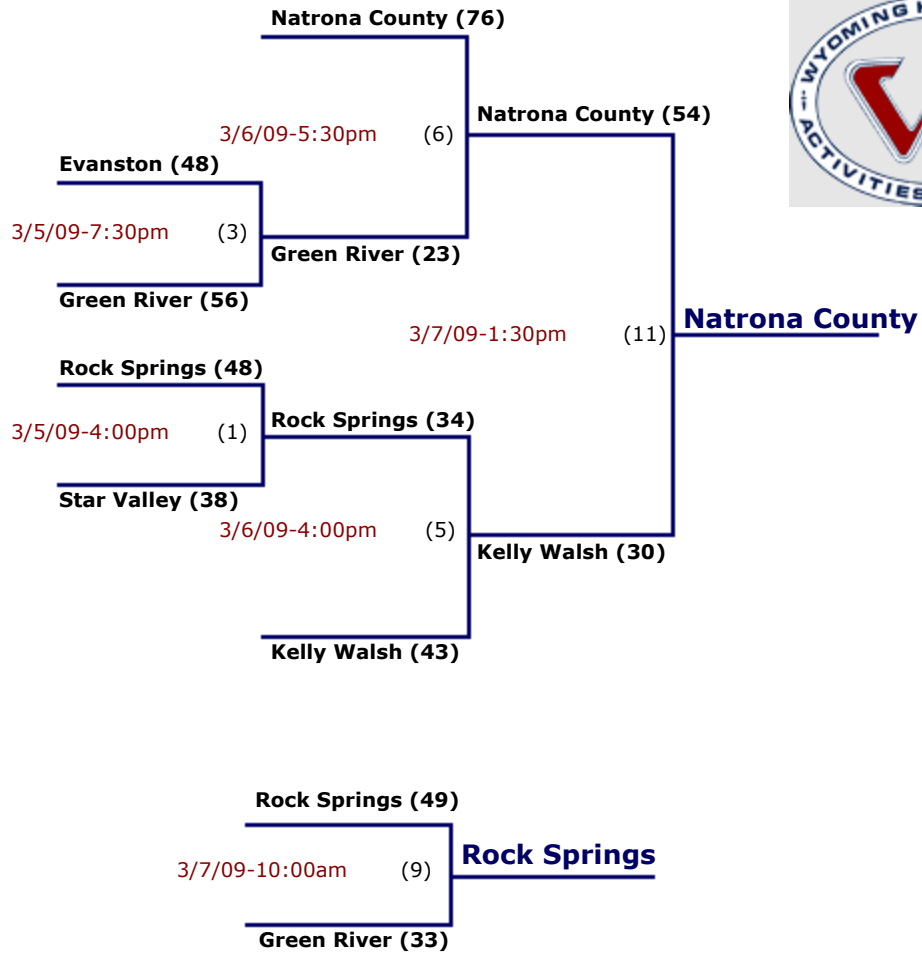 Natrona County (76)
WYOMING H
ACTIVITIES
3/6/09-5:30pm (6)
Natrona County (54)
Evanston (48)
3/5/09-7:30pm (3)
Green River (23)
Green River (56)
3/7/09-1:30pm (11)
Natrona County
Rock Springs (48)
3/5/09-4:00pm (1)
Rock Springs (34)
Star Valley (38)
3/6/09-4:00pm (5)
Kelly Walsh (30)
Kelly Walsh (43)
Rock Springs (49)
3/7/09-10:00am (9)
Rock Springs
Green River (33)